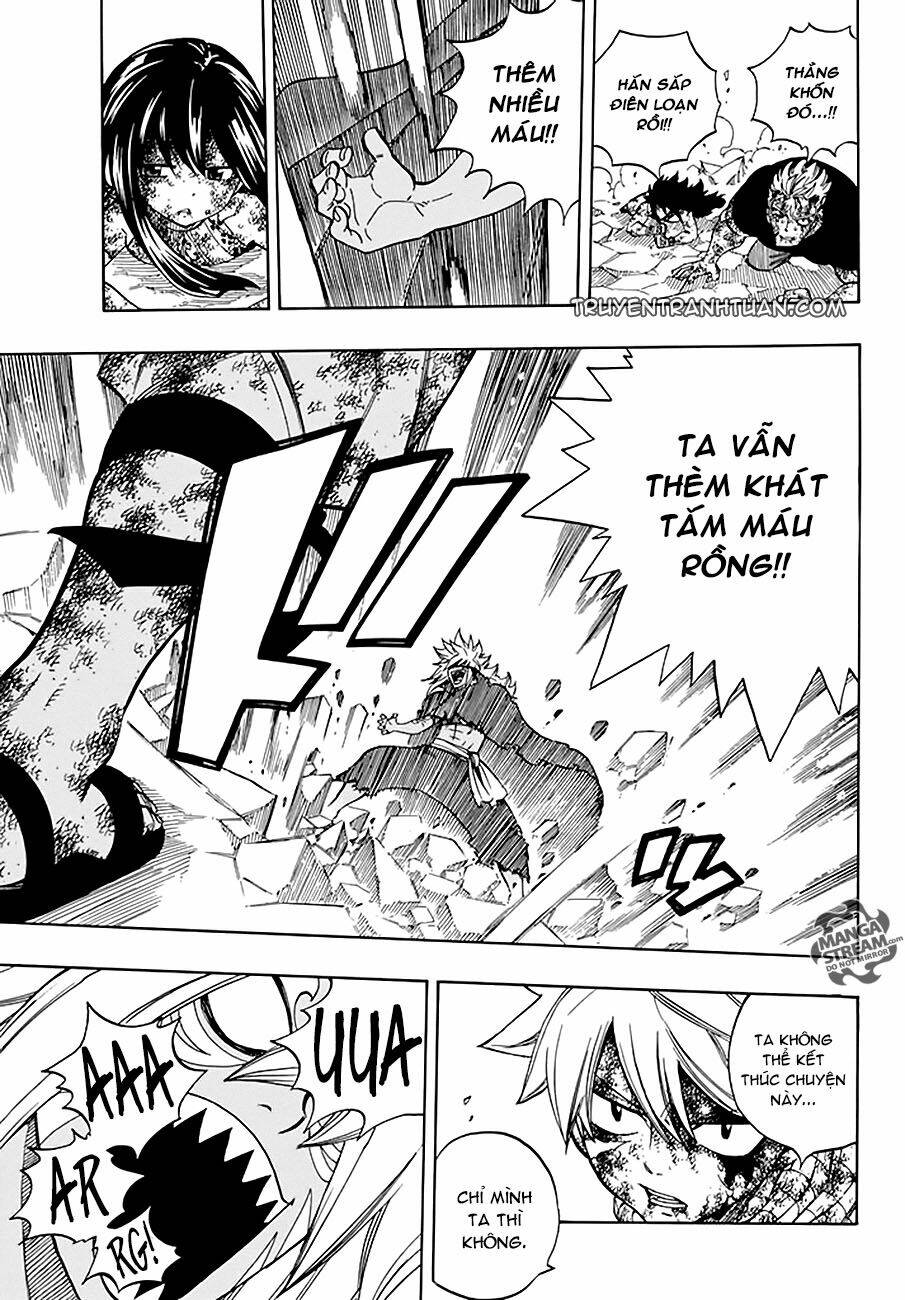 THẰNG
KHỐN
ĐÓ...!!
HẮN SẮP
ĐIÊN LOẠN
RỒI!!
THÊM
NHIỀU
MÁU!!
TRUYENTRANHTUAN.COM
TA VẪN
THÈM KHÁT
TẮM MÁU
RỒNG!!
MANGA
STREAM.com
DO NOT MIRROR!
TA KHÔNG
THỂ KẾT
THÚC CHUYỆN
NÀY...
CHỈ MÌNH
TA THÌ
KHÔNG.
UUA
AAA
AR
RG!